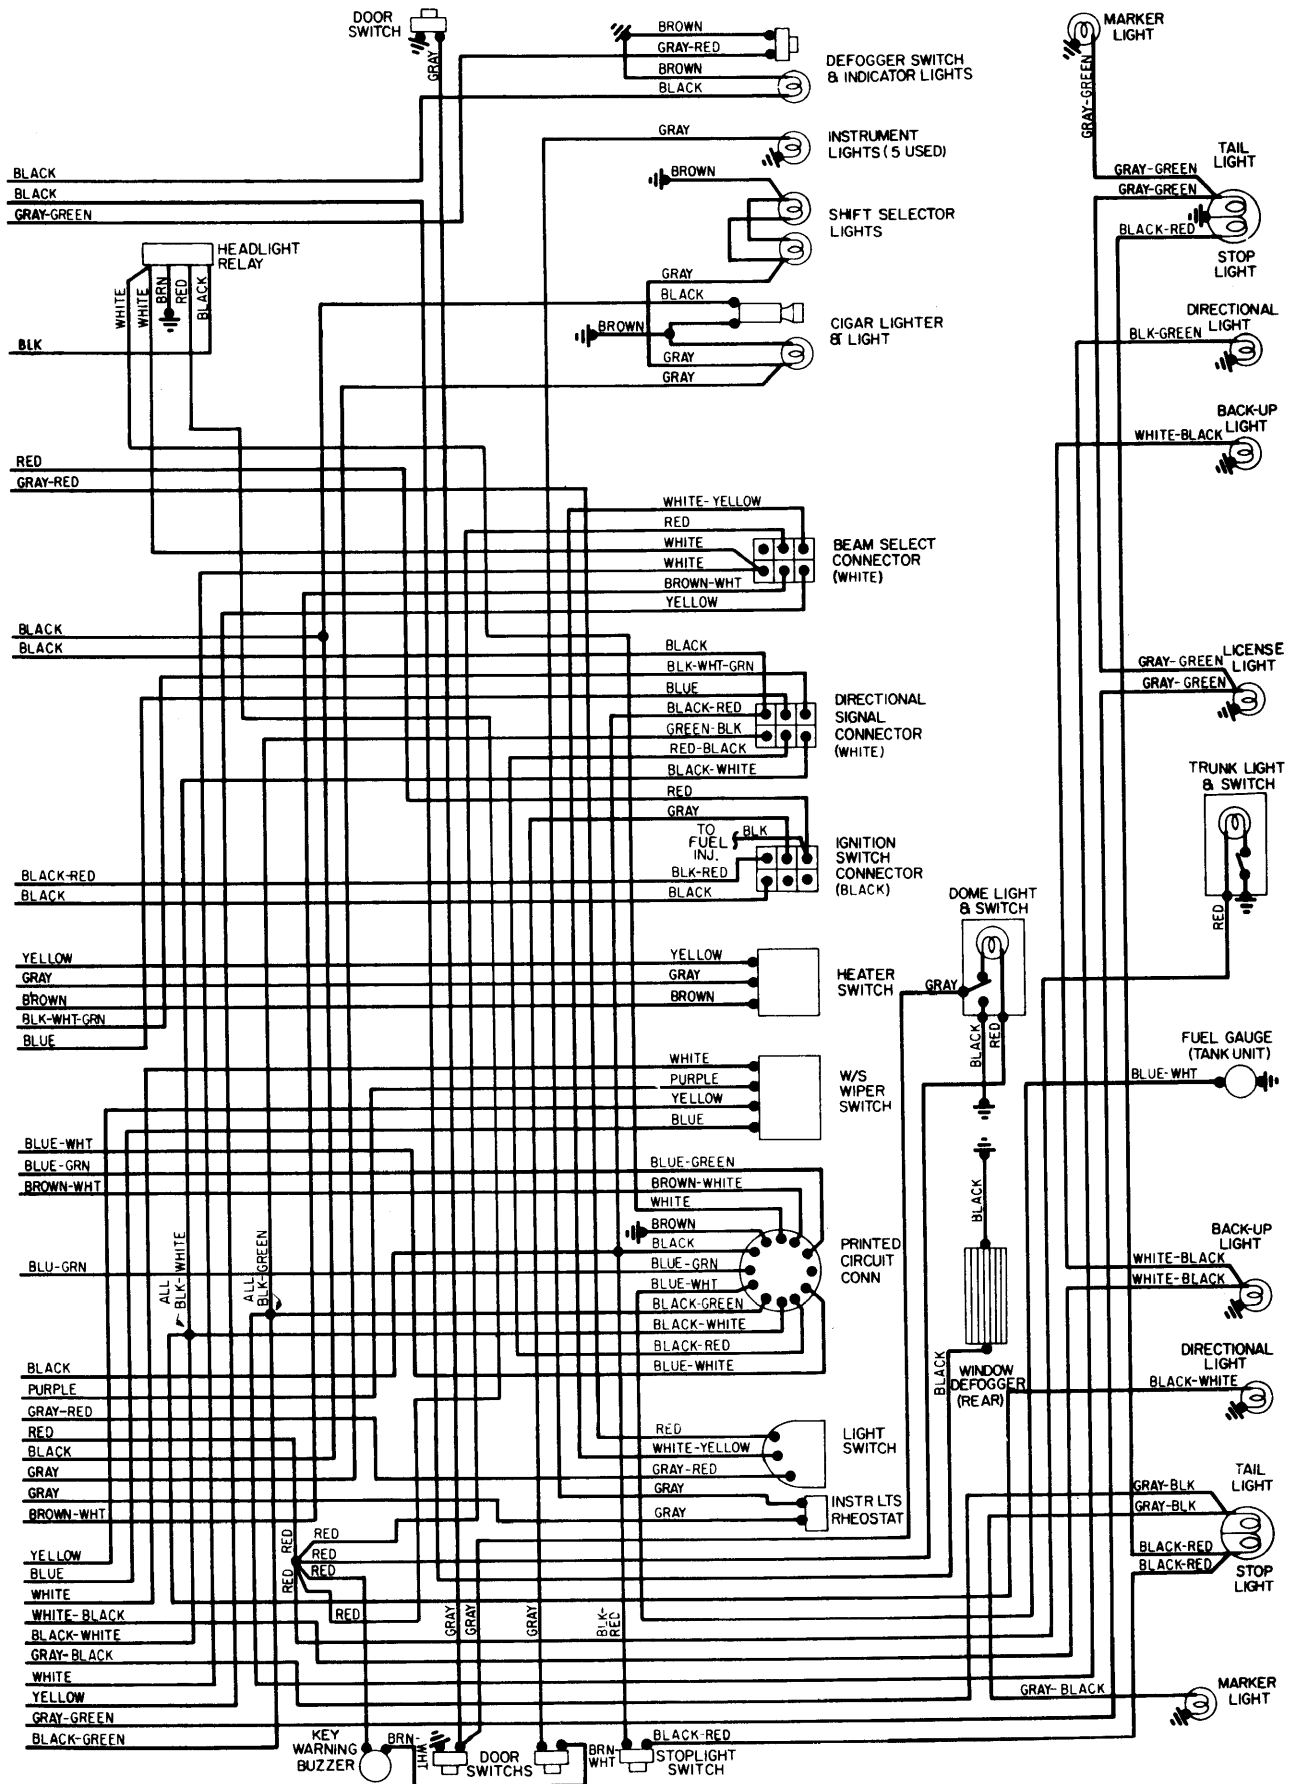 DOOR
SWITCH
GRAY
BROWN
GRAY-RED
BROWN
BLACK
DEFOGGER SWITCH
& INDICATOR LIGHTS
MARKER
LIGHT
GRAY-GREEN
GRAY
INSTRUMENT
LIGHTS (5 USED)
BROWN
SHIFT SELECTOR
LIGHTS
GRAY
BLACK
BROWN
CIGAR LIGHTER
& LIGHT
GRAY
GRAY
TAIL
LIGHT
GRAY-GREEN
GRAY-GREEN
BLACK-RED
STOP
LIGHT
DIRECTIONAL
LIGHT
BLK-GREEN
BACK-UP
LIGHT
WHITE-BLACK
BLACK
BLACK
GRAY-GREEN
HEADLIGHT
RELAY
WHITE
WHITE
BRN
RED
BLACK
BLK
RED
GRAY-RED
WHITE-YELLOW
RED
WHITE
WHITE
BROWN-WHT
YELLOW
BEAM SELECT
CONNECTOR
(WHITE)
BLACK
BLACK
BLACK
BLK-WHT-GRN
BLUE
BLACK-RED
GREEN-BLK
RED-BLACK
BLACK-WHITE
DIRECTIONAL
SIGNAL
CONNECTOR
(WHITE)
LICENSE
LIGHT
GRAY-GREEN
GRAY-GREEN
TRUNK LIGHT
& SWITCH
RED
RED
GRAY
TO
FUEL
INJ.
BLK
BLK-RED
BLACK
IGNITION
SWITCH
CONNECTOR
(BLACK)
BLACK-RED
BLACK
DOME LIGHT
& SWITCH
GRAY
BLACK
RED
YELLOW
GRAY
BROWN
BLK-WHT-GRN
BLUE
YELLOW
GRAY
BROWN
HEATER
SWITCH
WHITE
PURPLE
YELLOW
BLUE
W/S
WIPER
SWITCH
FUEL GAUGE
(TANK UNIT)
BLUE-WHT
BLUE-WHT
BLUE-GRN
BROWN-WHT
BLU-GRN
ALL
BLK-WHITE
ALL
BLK-GREEN
BLUE-GREEN
BROWN-WHITE
WHITE
BROWN
BLACK
BLUE-GRN
BLUE-WHT
BLACK-GREEN
BLACK-WHITE
BLACK-RED
BLUE-WHITE
PRINTED
CIRCUIT
CONN
BLACK
BLACK
WINDOW
DEFOGGER
(REAR)
BACK-UP
LIGHT
WHITE-BLACK
WHITE-BLACK
DIRECTIONAL
LIGHT
BLACK-WHITE
BLACK
PURPLE
GRAY-RED
RED
BLACK
GRAY
GRAY
BROWN-WHT
RED
WHITE-YELLOW
GRAY-RED
LIGHT
SWITCH
GRAY
GRAY
INSTR LTS
RHEOSTAT
TAIL
LIGHT
GRAY-BLK
GRAY-BLK
BLACK-RED
BLACK-RED
STOP
LIGHT
RED
RED
RED
RED
RED
RED
YELLOW
BLUE
WHITE
WHITE-BLACK
BLACK-WHITE
GRAY-BLACK
WHITE
YELLOW
GRAY-GREEN
BLACK-GREEN
GRAY
GRAY
GRAY
BLK-
RED
GRAY-BLACK
MARKER
LIGHT
KEY
WARNING
BUZZER
BRN-
WHT
DOOR
SWITCHS
BRN
WHT
BLACK-RED
STOPLIGHT
SWITCH